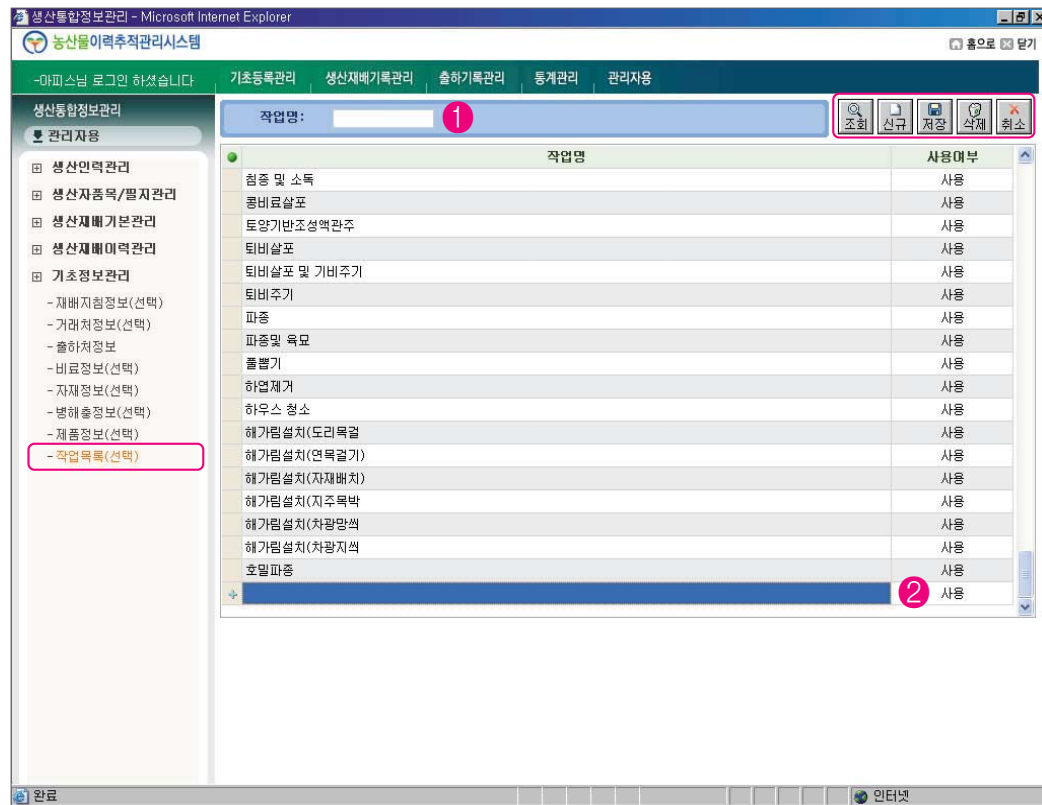 생산통합정보관리 - Microsoft Internet Explorer
농산물이력추적관리시스템
홈으로 닫기
-아피스님 로그인 하셨습니다
기초등록관리 생산재배기록관리 출하기록관리 통계관리 관리자용
생산통합정보관리
관리자용
생산인력관리
생산자품목/필지관리
생산재배기본관리
생산재배이력관리
기초정보관리
-재배지침정보(선택)
-거래처정보(선택)
-출하처정보
-비료정보(선택)
-자재정보(선택)
-병해충정보(선택)
-제품정보(선택)
-작업목록(선택)
작업명: 1
조회 신규 저장 삭제 취소
작업명 사용여부
침종 및 소독 사용
콩비료살포 사용
토양기반조성액관주 사용
퇴비살포 사용
퇴비살포 및 기비주기 사용
퇴비주기 사용
파종 사용
파종및 육묘 사용
풀뽑기 사용
하엽제거 사용
하우스 청소 사용
해가림설치(도리목걸 사용
해가림설치(연목걸기) 사용
해가림설치(자재배치) 사용
해가림설치(지주목박 사용
해가림설치(차광망씩 사용
해가림설치(차광지씩 사용
호밀파종 사용
2 사용
완료 인터넷